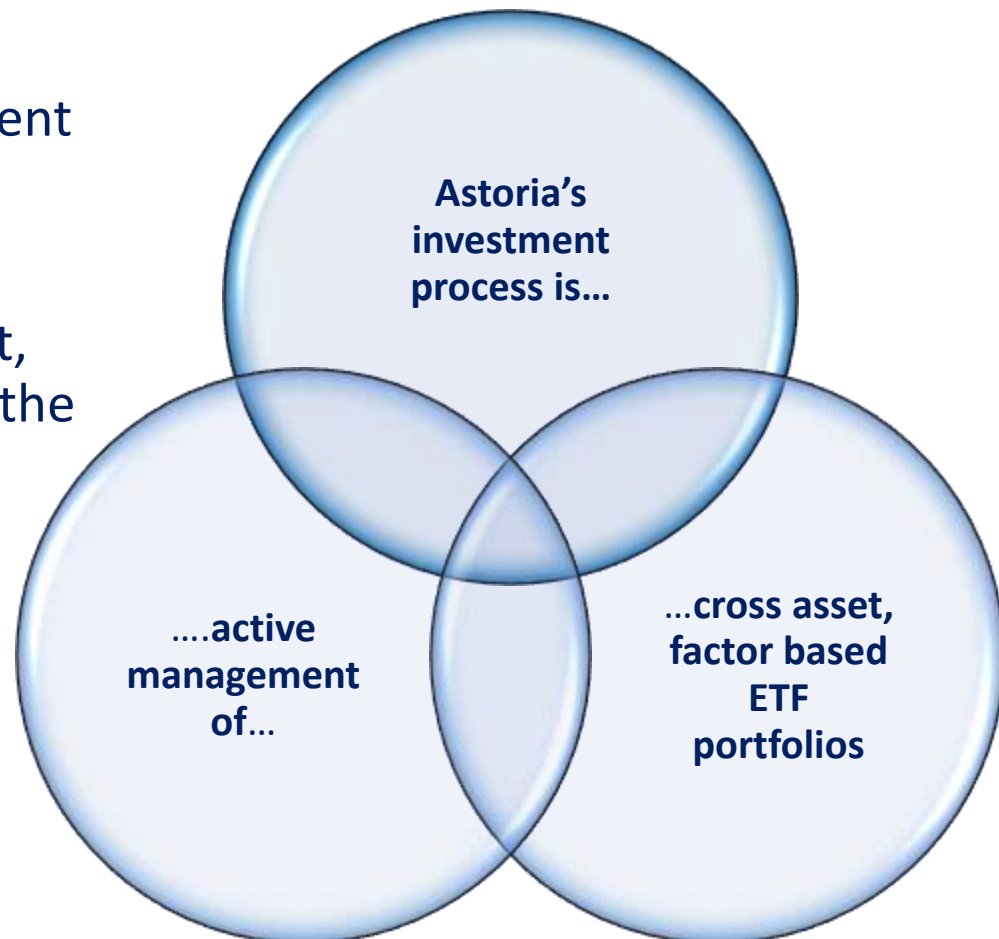 ent
t,
the
Astoria’s
investment
process is…
….active
management
of…
…cross asset,
factor based
ETF
portfolios